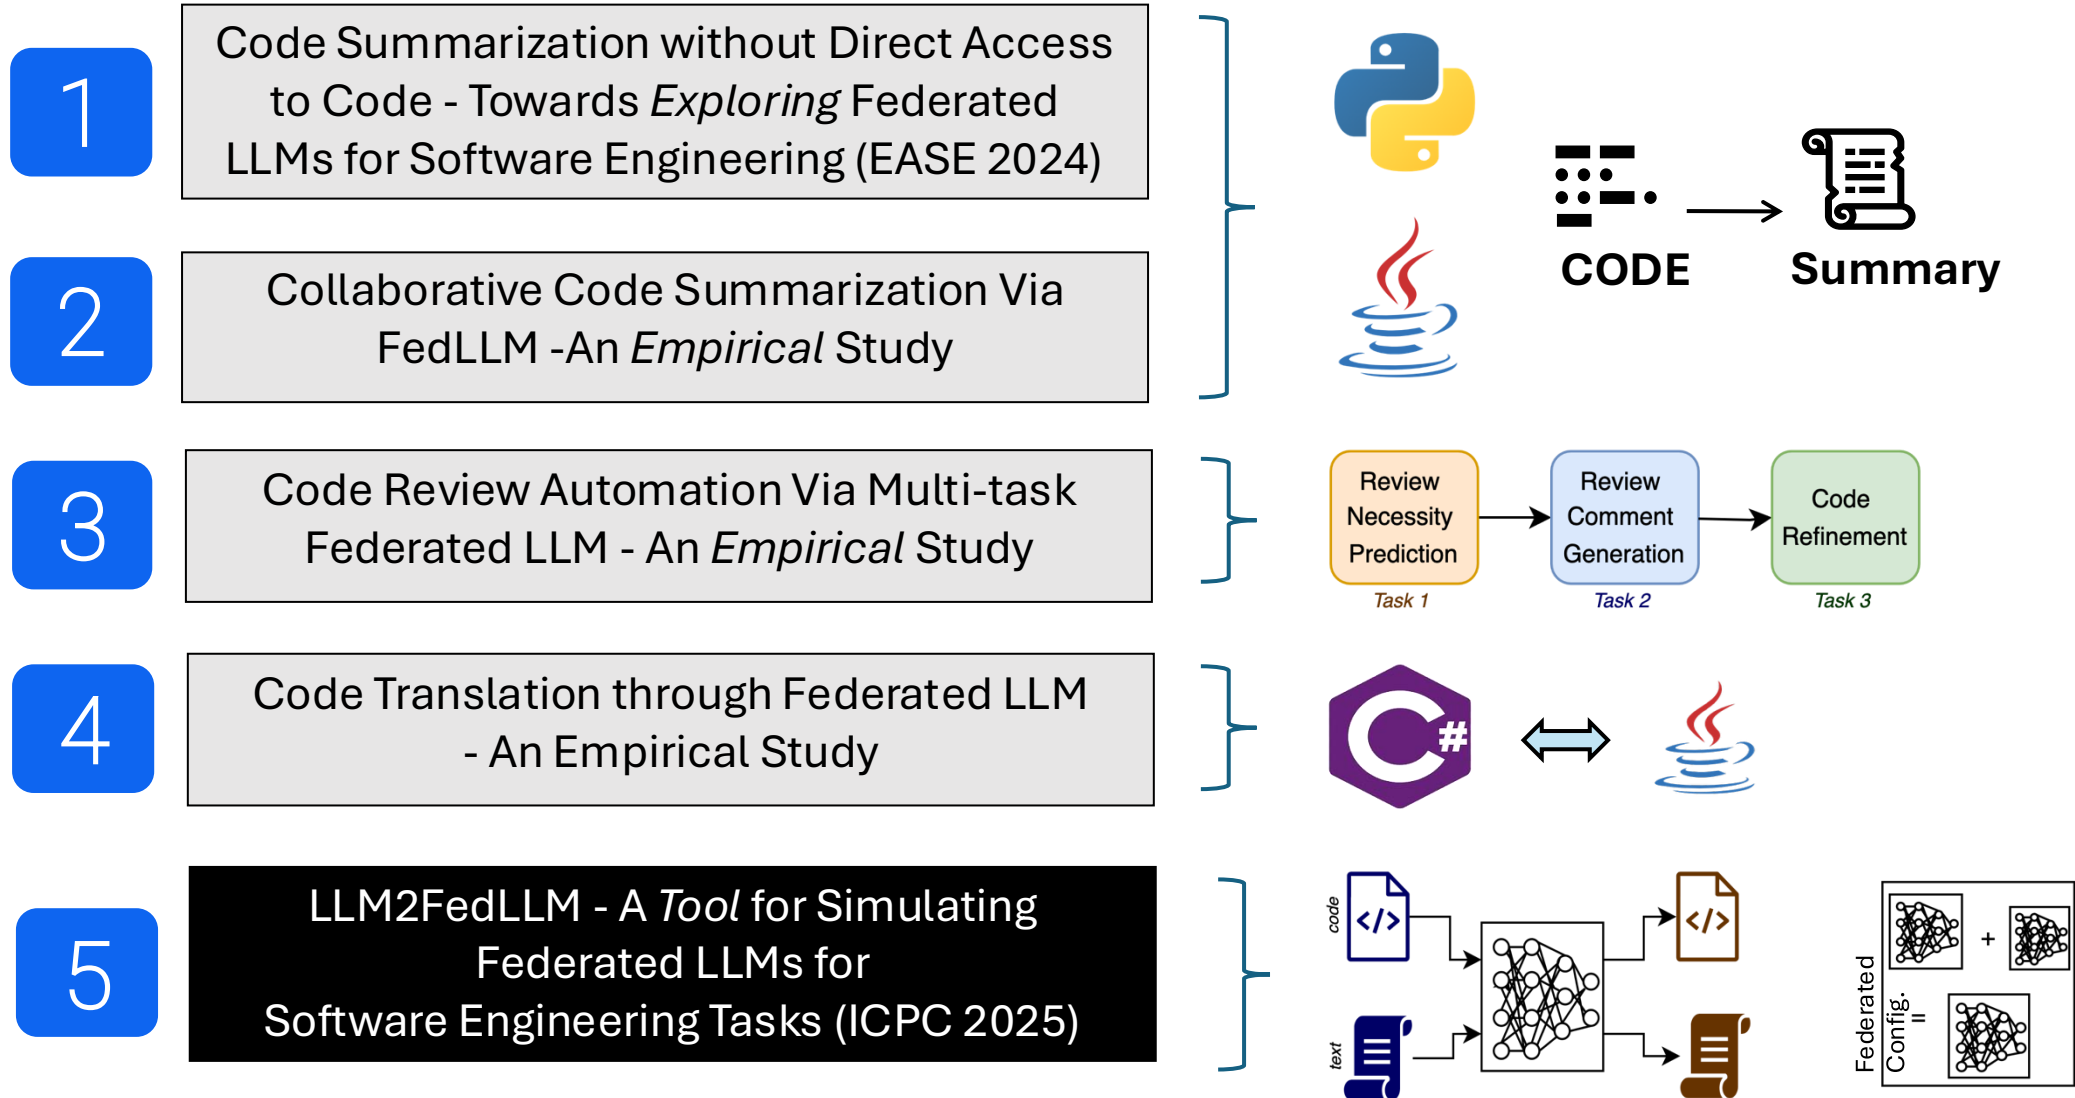 1
Code Summarization without Direct Access
to Code - Towards Exploring Federated
LLMs for Software Engineering (EASE 2024)
2
Collaborative Code Summarization Via
FedLLM -An Empirical Study
CODE
Summary
3
Code Review Automation Via Multi-task
Federated LLM - An Empirical Study
Review
Necessity
Prediction
Task 1
Review
Comment
Generation
Task 2
Code
Refinement
Task 3
4
Code Translation through Federated LLM
- An Empirical Study
C#
5
LLM2FedLLM - A Tool for Simulating
Federated LLMs for
Software Engineering Tasks (ICPC 2025)
code
</>
</>
text
Federated
Config.
=
+